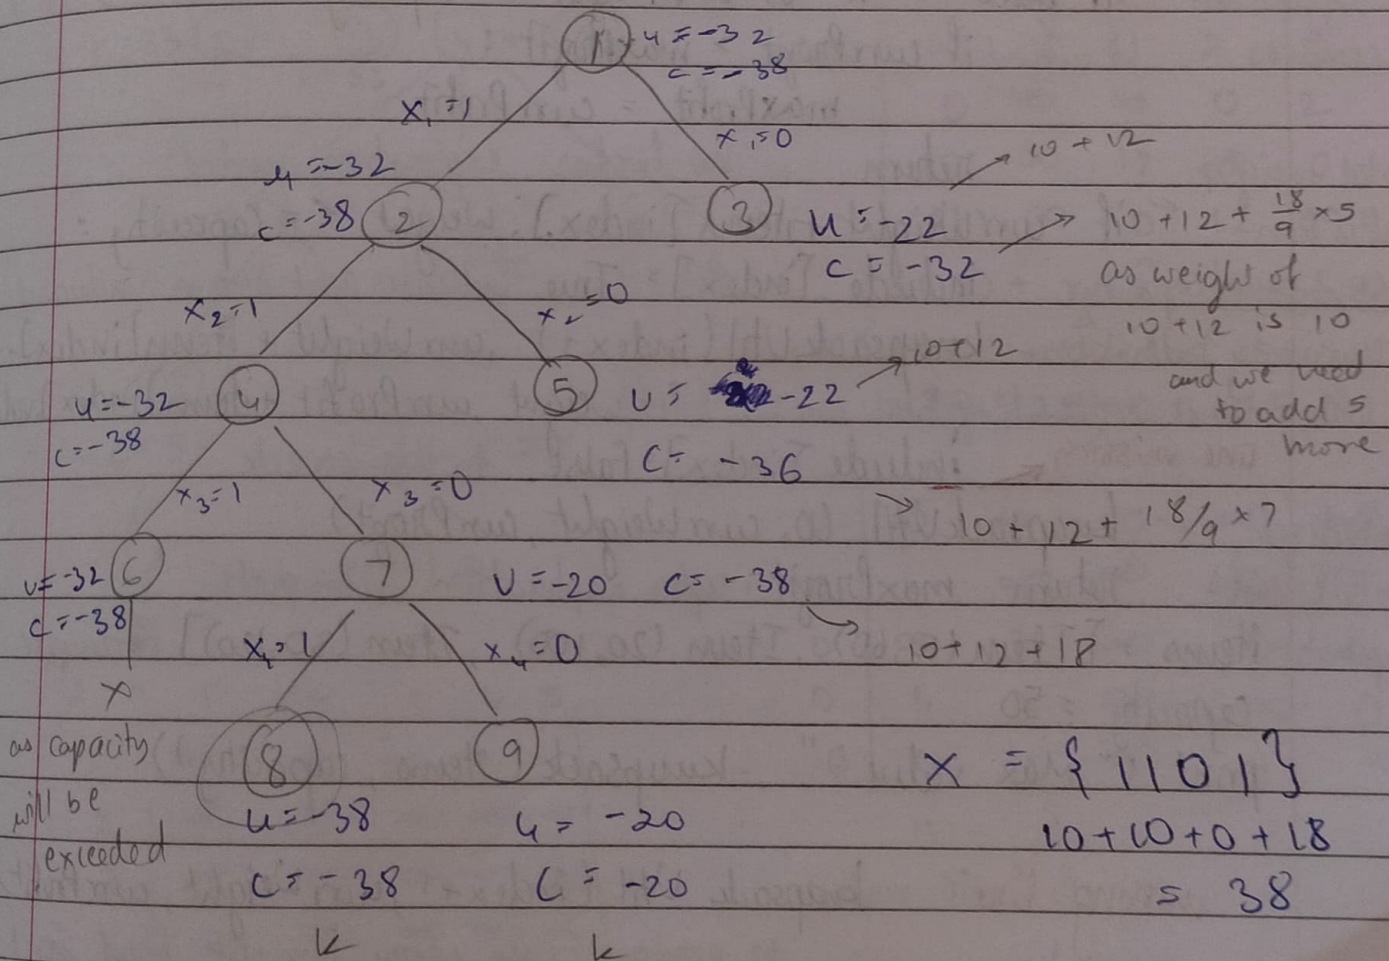 1 u = -32
c = -38
x₁=1
x₁=0
10 + 12
u = -32
c = -38 2
3 U = -22
10 + 12 + 18/9 × 5
C = -32
as weight of
10 + 12 is 10
and we need
to add 5
more
x₂=1
x₂=0
10+12
u = -32 4
c = -38
5 U = -22
C = -36
10 + 12 + 18/9 × 7
x₃=1
x₃=0
U = -32 6
C = -38
7 U = -20 C = -38
10+12+18
x₄=1
x₄=0
x
as capacity
will be
exceeded
8
u = -38
C = -38
k
9
u = -20
C = -20
k
X = {1101}
10+10+0+18
= 38